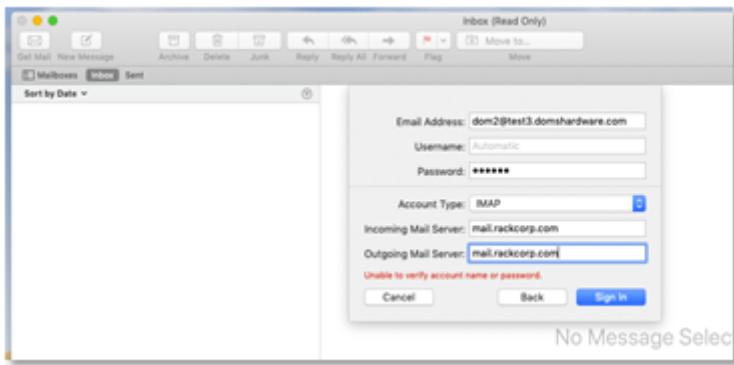 Inbox (Read Only)
Move to...
Get Mail New Message Archive Delete Junk Reply Reply All Forward Flag Move
Mailboxes Inbox Sent
Sort by Date
Email Address: dom2@test3.domshardware.com
Username: Automatic
Password: ••••••
Account Type: IMAP
Incoming Mail Server: mail.rackcorp.com
Outgoing Mail Server: mail.rackcorp.com
Unable to verify account name or password.
Cancel Back Sign In
No Message Selec